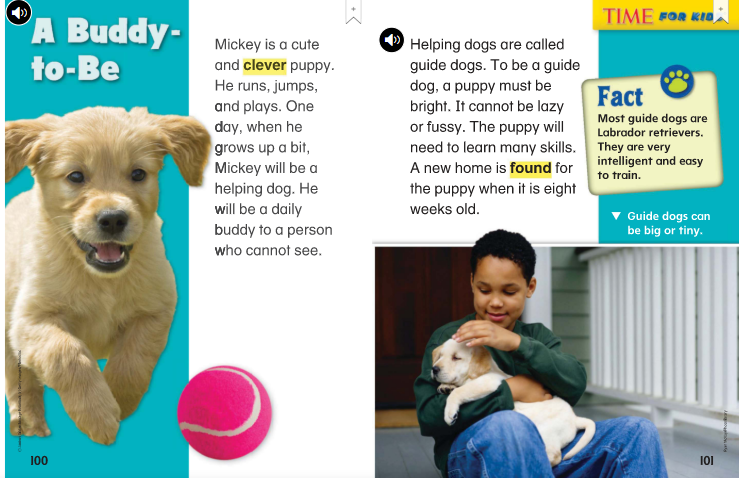 A Buddy-
to-Be
Mickey is a cute
and clever puppy.
He runs, jumps,
and plays. One
day, when he
grows up a bit,
Mickey will be a
helping dog. He
will be a daily
buddy to a person
who cannot see.
100
Helping dogs are called
guide dogs. To be a guide
dog, a puppy must be
bright. It cannot be lazy
or fussy. The puppy will
need to learn many skills.
A new home is found for
the puppy when it is eight
weeks old.
TIME FOR KIDS
Fact
Most guide dogs are
Labrador retrievers.
They are very
intelligent and easy
to train.
▼ Guide dogs can
be big or tiny.
101